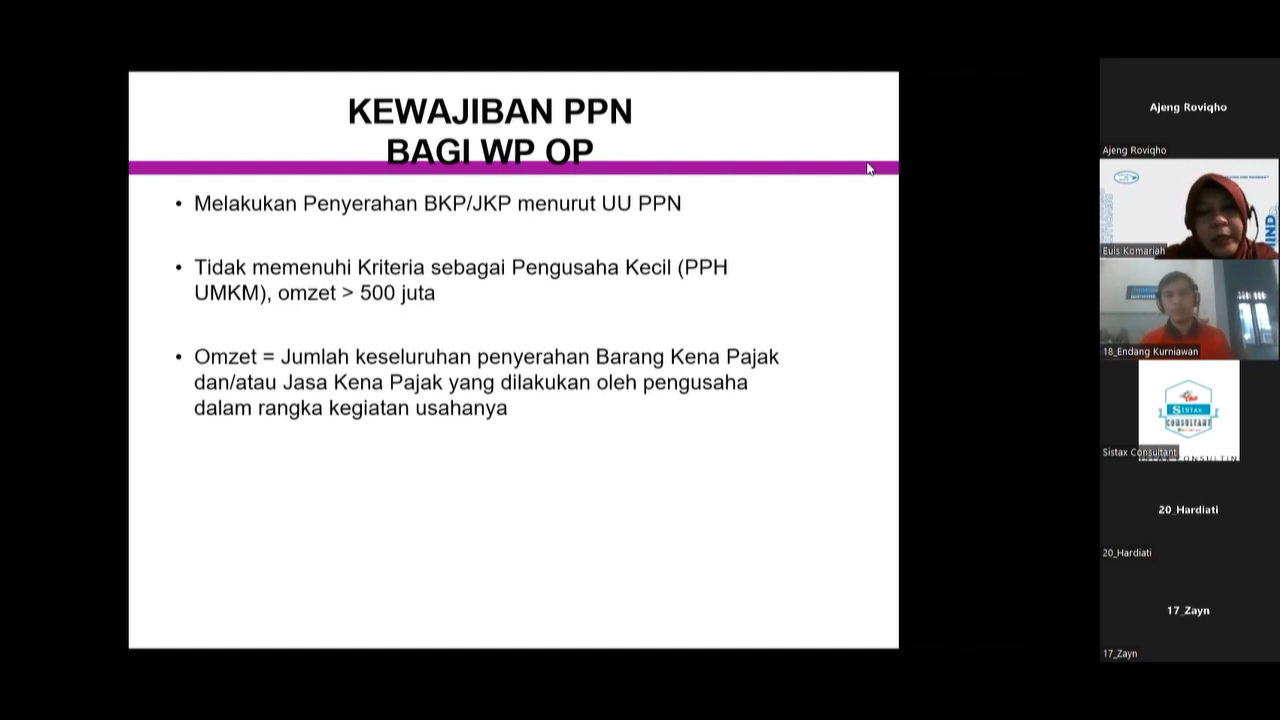 KEWAJIBAN PPN
BAGI WP OP
• Melakukan Penyerahan BKP/JKP menurut UU PPN
• Tidak memenuhi Kriteria sebagai Pengusaha Kecil (PPH
UMKM), omzet > 500 juta
• Omzet = Jumlah keseluruhan penyerahan Barang Kena Pajak
dan/atau Jasa Kena Pajak yang dilakukan oleh pengusaha
dalam rangka kegiatan usahanya
Ajeng Roviqho
Ajeng Roviqho
Euis Komariah
18_Endang Kurniawan
TAX
SISTAX
CONSULTANT
Sistax Consultant
20_Hardiati
20_Hardiati
17_Zayn
17_Zayn